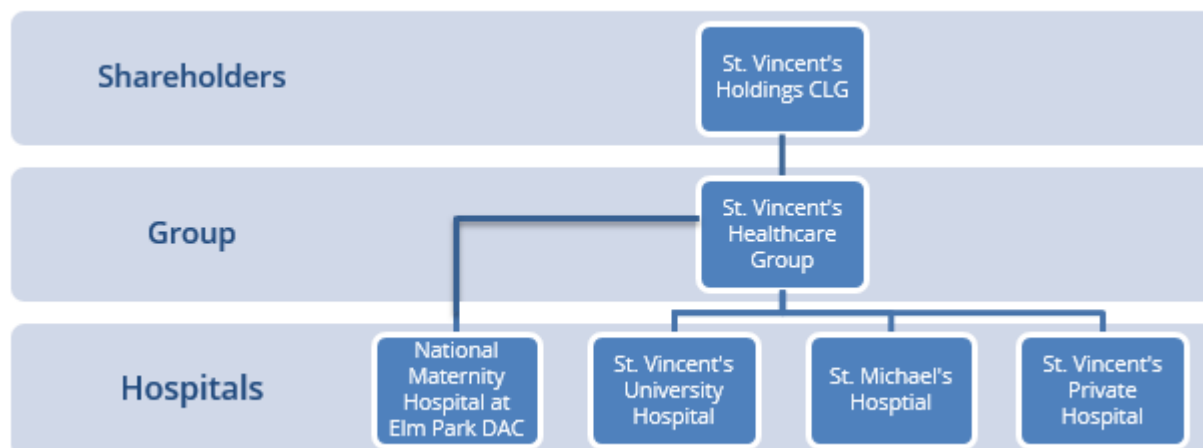 Shareholders
St. Vincent's
Holdings CLG
Group
St. Vincent's
Healthcare
Group
Hospitals
National
Maternity
Hospital at
Elm Park DAC
St. Vincent's
University
Hospital
St. Michael's
Hosptial
St. Vincent's
Private
Hospital